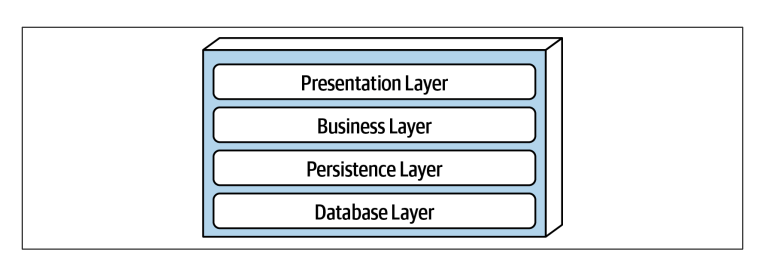 Presentation Layer
Business Layer
Persistence Layer
Database Layer